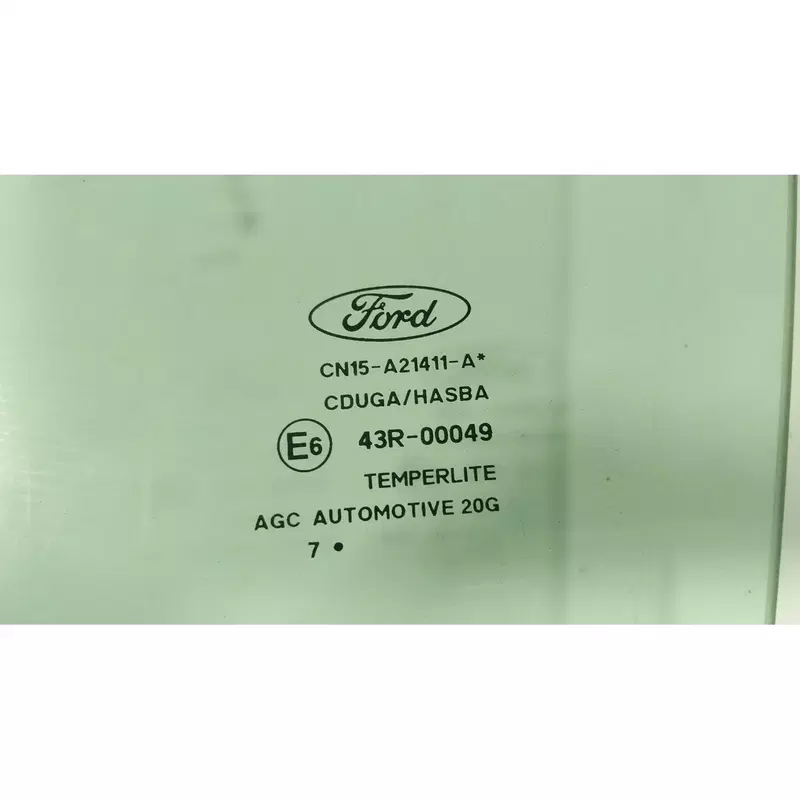 Ford
CN15-A21411-A*
CDUGA/HASBA
E6 43R-00049
TEMPERLITE
AGC AUTOMOTIVE 20G
7 •